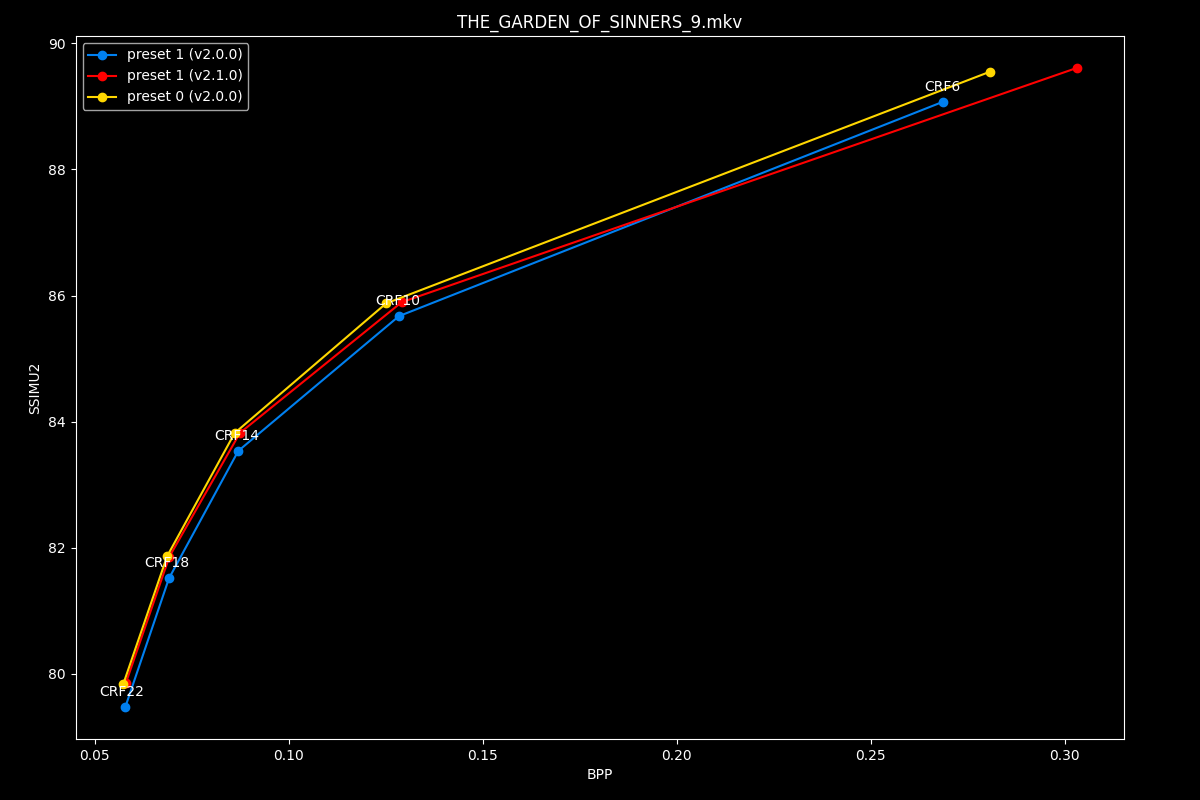 THE_GARDEN_OF_SINNERS_9.mkv
preset 1 (v2.0.0)
preset 1 (v2.1.0)
preset 0 (v2.0.0)
90
88
86
84
82
80
SSIMU2
CRF6
CRF10
CRF14
CRF18
CRF22
0.05 0.10 0.15 0.20 0.25 0.30
BPP